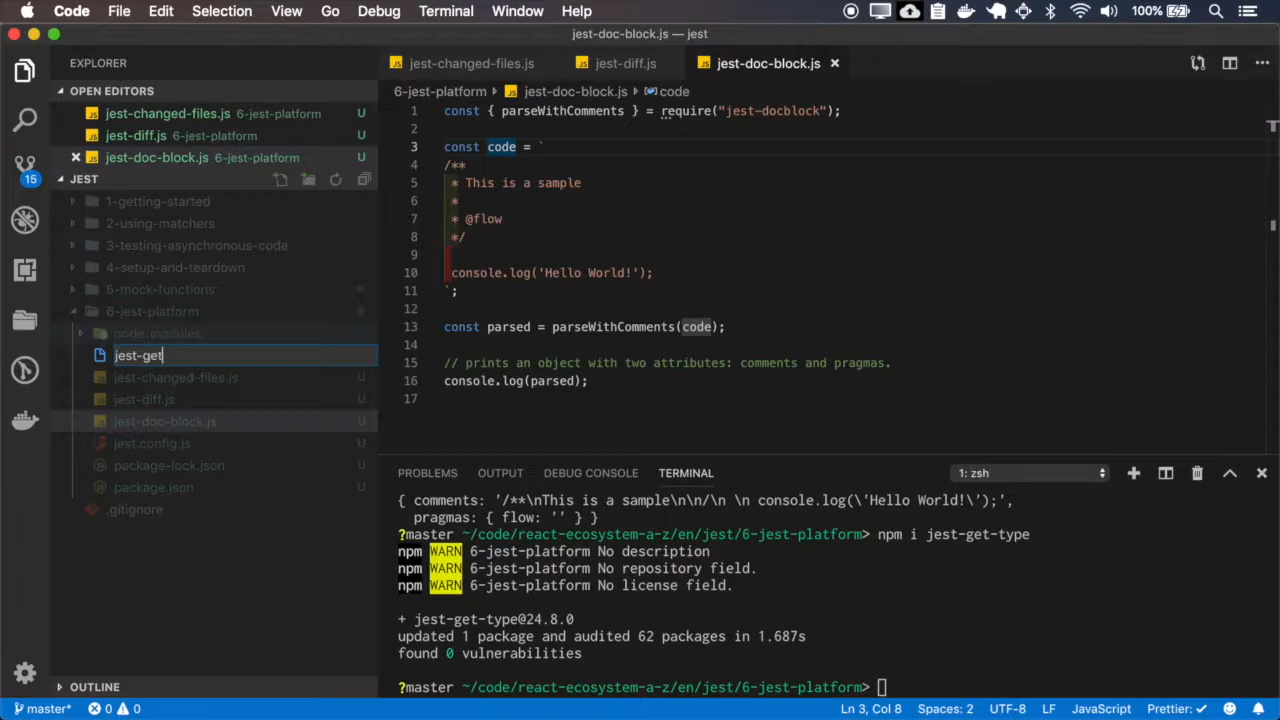 Code File Edit Selection View Go Debug Terminal Window Help 100%
jest-doc-block.js — jest
EXPLORER
OPEN EDITORS
jest-changed-files.js 6-jest-platform U
jest-diff.js 6-jest-platform U
jest-doc-block.js 6-jest-platform U
15
JEST
1-getting-started
2-using-matchers
3-testing-asynchronous-code
4-setup-and-teardown
5-mock-functions
6-jest-platform
node_modules
jest-get
jest-changed-files.js U
jest-diff.js U
jest-doc-block.js U
jest.config.js U
package-lock.json U
package.json U
.gitignore
OUTLINE
jest-changed-files.js jest-diff.js jest-doc-block.js
6-jest-platform jest-doc-block.js code
1 const { parseWithComments } = require("jest-docblock");
2
3 const code = `
4 /**
5 * This is a sample
6 *
7 * @flow
8 */
9
10 console.log('Hello World!');
11 `;
12
13 const parsed = parseWithComments(code);
14
15 // prints an object with two attributes: comments and pragmas.
16 console.log(parsed);
17
PROBLEMS OUTPUT DEBUG CONSOLE TERMINAL 1: zsh
{ comments: '/**\nThis is a sample\n\n/\n \n console.log(\'Hello World!\');',
pragmas: { flow: '' } }
?master ~/code/react-ecosystem-a-z/en/jest/6-jest-platform> npm i jest-get-type
npm WARN 6-jest-platform No description
npm WARN 6-jest-platform No repository field.
npm WARN 6-jest-platform No license field.
+ jest-get-type@24.8.0
updated 1 package and audited 62 packages in 1.687s
found 0 vulnerabilities
?master ~/code/react-ecosystem-a-z/en/jest/6-jest-platform>
master* 0 0 Ln 3, Col 8 Spaces: 2 UTF-8 LF JavaScript Prettier: ✓